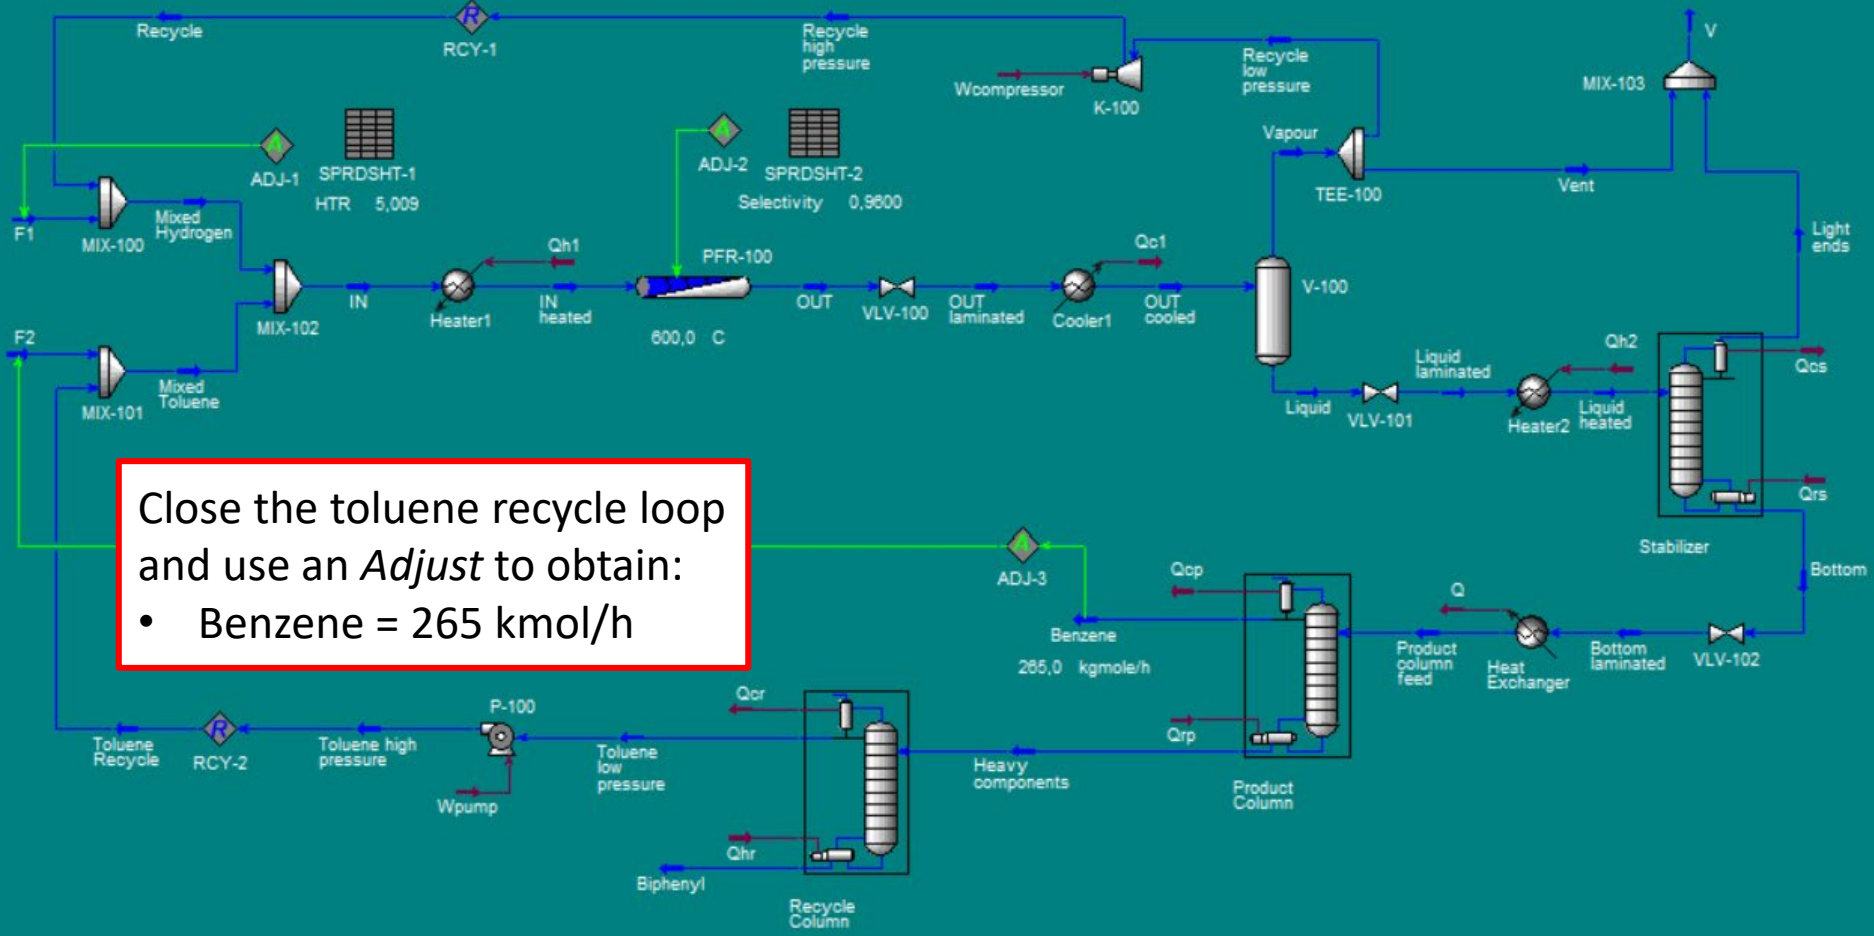 Recycle
RCY-1
Recycle
high
pressure
Recycle
low
pressure
V
MIX-103
Wcompressor
K-100
Vapour
TEE-100
Vent
ADJ-1
SPRDSHT-1
HTR 5,009
ADJ-2
SPRDSHT-2
Selectivity 0,9600
F1
MIX-100
Mixed
Hydrogen
MIX-102
IN
Heater1
Qh1
IN
heated
PFR-100
600,0 C
OUT
VLV-100
OUT
laminated
Cooler1
Qc1
OUT
cooled
V-100
Light
ends
F2
MIX-101
Mixed
Toluene
Liquid
VLV-101
Liquid
laminated
Heater2
Qh2
Liquid
heated
Qcs
Qrs
Stabilizer
Bottom
Close the toluene recycle loop
and use an Adjust to obtain:
• Benzene = 265 kmol/h
ADJ-3
Benzene
265,0 kgmole/h
Qcp
Qrp
Product
Column
Product
column
feed
Q
Heat
Exchanger
Bottom
laminated
VLV-102
Toluene
Recycle
RCY-2
Toluene high
pressure
P-100
Wpump
Toluene
low
pressure
Qcr
Qhr
Biphenyl
Recycle
Column
Heavy
components